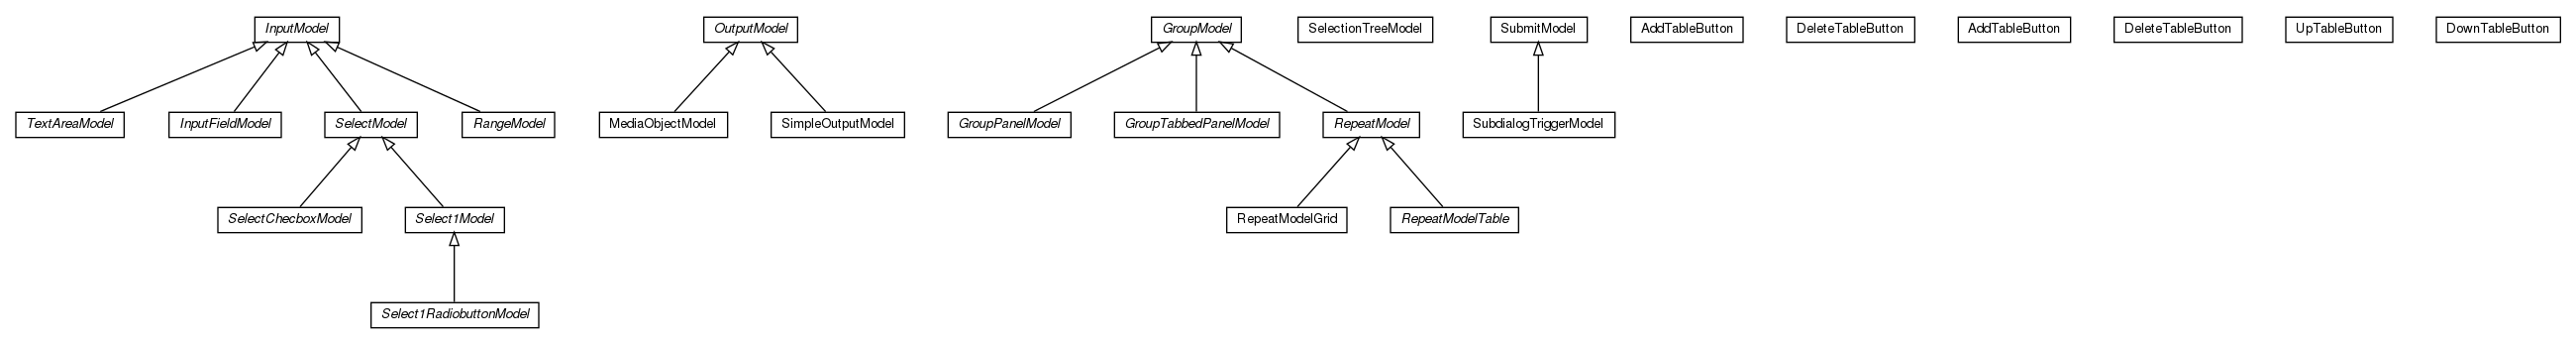 InputModel
OutputModel
GroupModel
SelectionTreeModel
SubmitModel
AddTableButton
DeleteTableButton
AddTableButton
DeleteTableButton
UpTableButton
DownTableButton
TextAreaModel
InputFieldModel
SelectModel
RangeModel
MediaObjectModel
SimpleOutputModel
GroupPanelModel
GroupTabbedPanelModel
RepeatModel
SubdialogTriggerModel
SelectChecboxModel
Select1Model
RepeatModelGrid
RepeatModelTable
Select1RadiobuttonModel